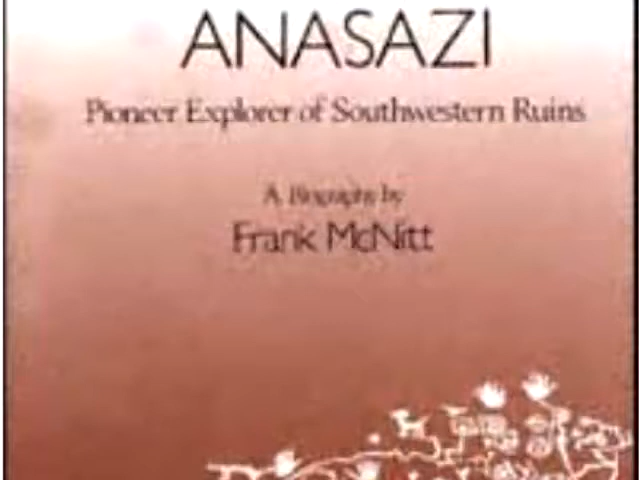 ANASAZI
Pioneer Explorer of Southwestern Ruins
A Biography by
Frank McNitt